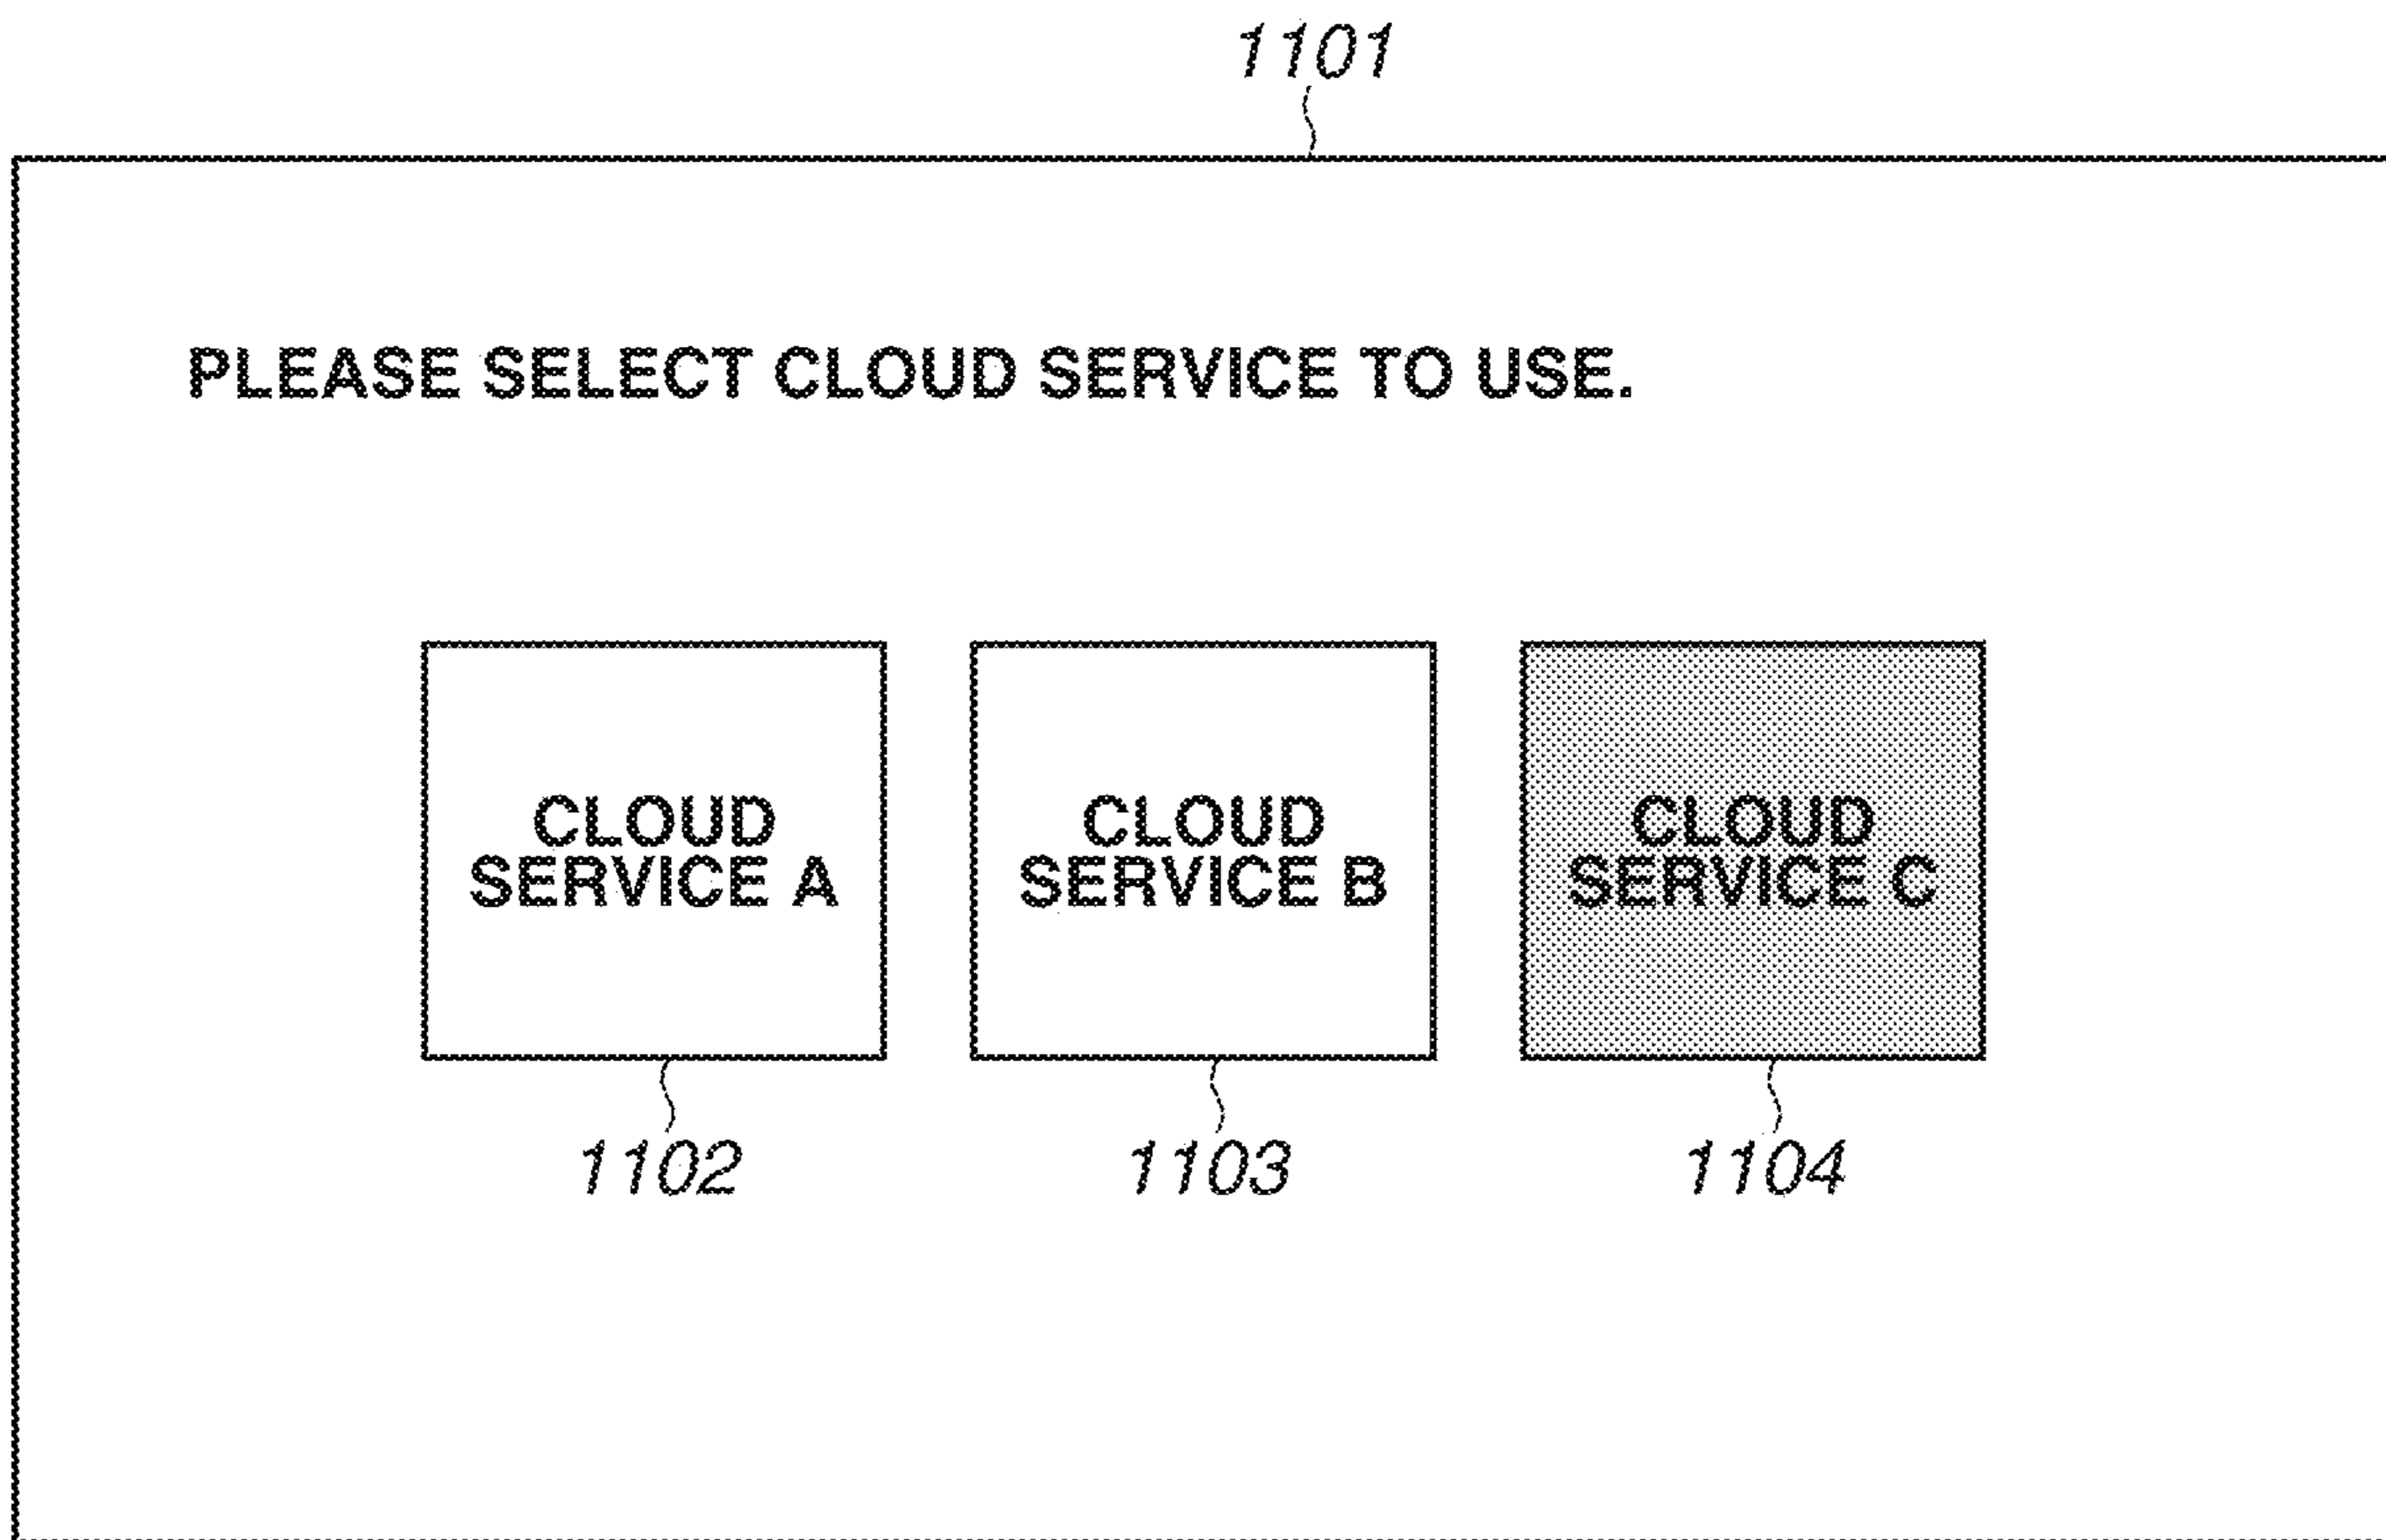 1101
PLEASE SELECT CLOUD SERVICE TO USE.
CLOUD
SERVICE A
CLOUD
SERVICE B
CLOUD
SERVICE C
1102
1103
1104